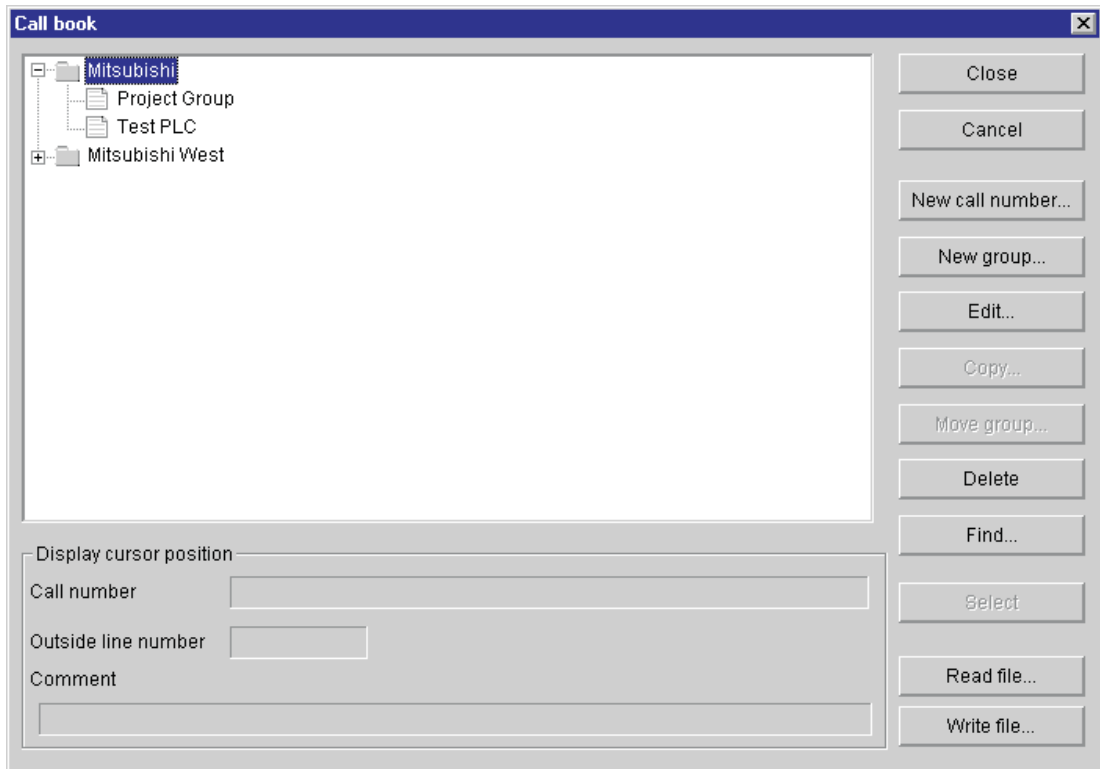 Call book
Mitsubishi
Project Group
Test PLC
Mitsubishi West
Close
Cancel
New call number...
New group...
Edit...
Copy...
Move group...
Delete
Find...
Select
Read file...
Write file...
Display cursor position
Call number
Outside line number
Comment